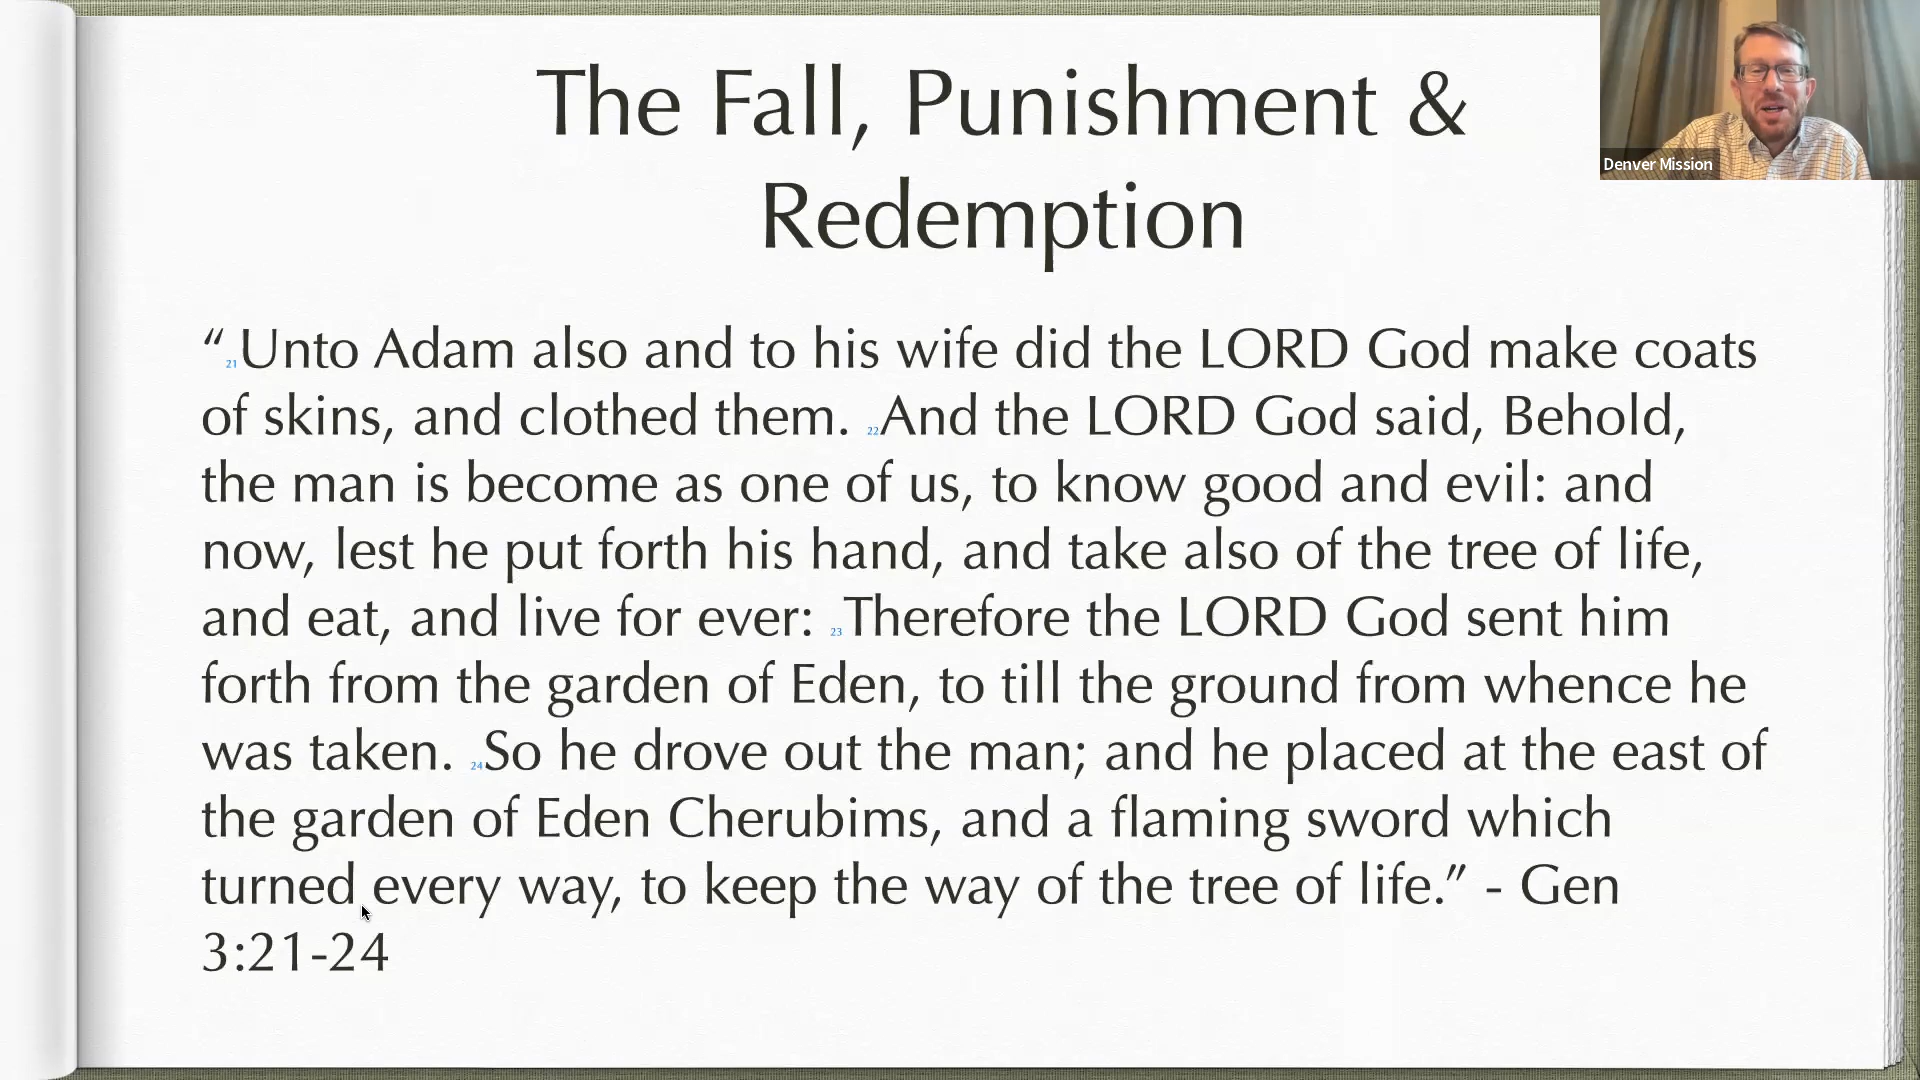 The Fall, Punishment &
Redemption
Denver Mission
“21Unto Adam also and to his wife did the LORD God make coats
of skins, and clothed them. 22And the LORD God said, Behold,
the man is become as one of us, to know good and evil: and
now, lest he put forth his hand, and take also of the tree of life,
and eat, and live for ever: 23Therefore the LORD God sent him
forth from the garden of Eden, to till the ground from whence he
was taken. 24So he drove out the man; and he placed at the east of
the garden of Eden Cherubims, and a flaming sword which
turned every way, to keep the way of the tree of life.” - Gen
3:21-24